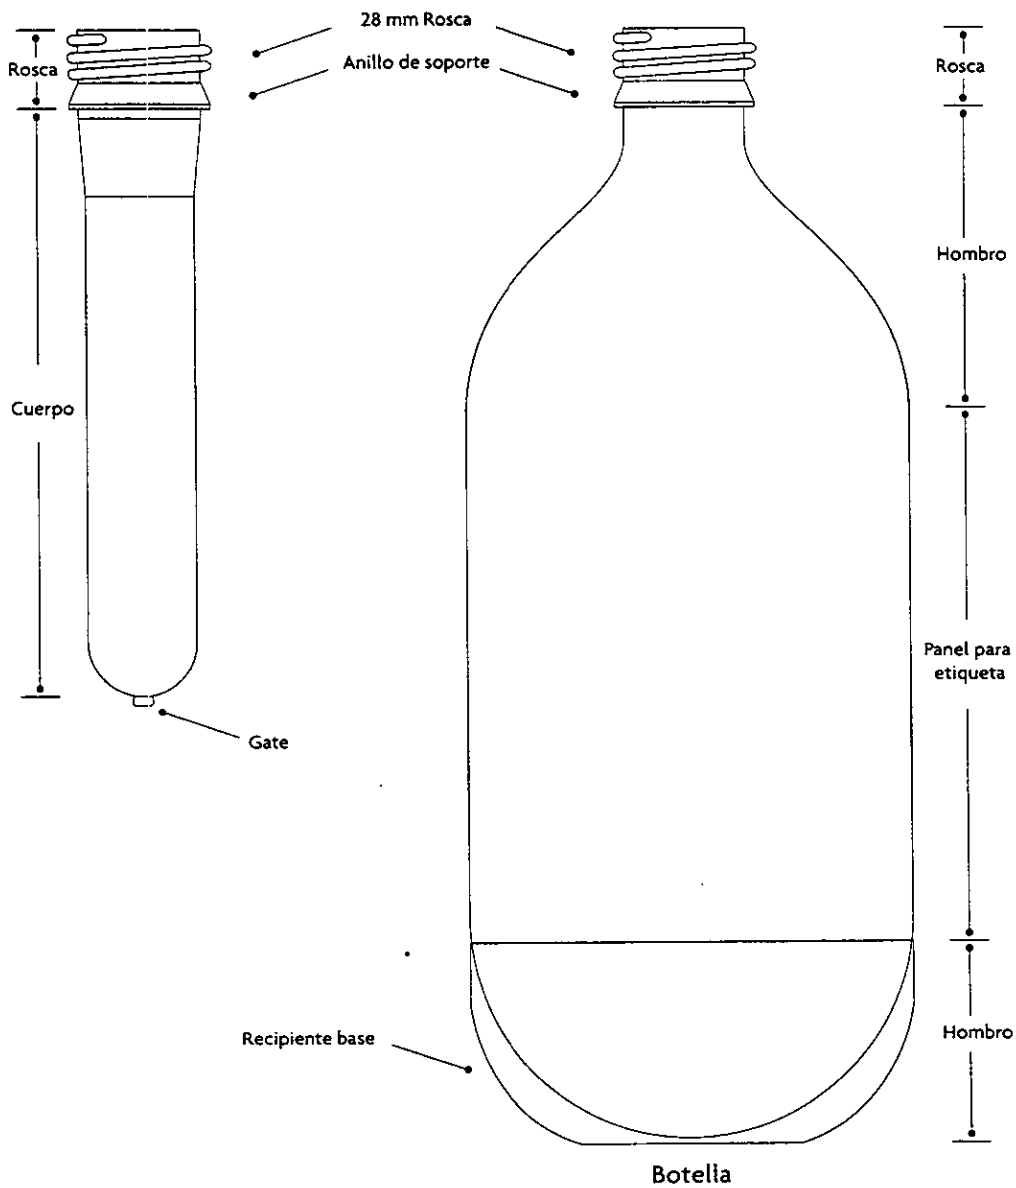 28 mm Rosca
Anillo de soporte
Rosca
Rosca
Hombro
Cuerpo
Panel para
etiqueta
Gate
Recipiente base
Hombro
Botella